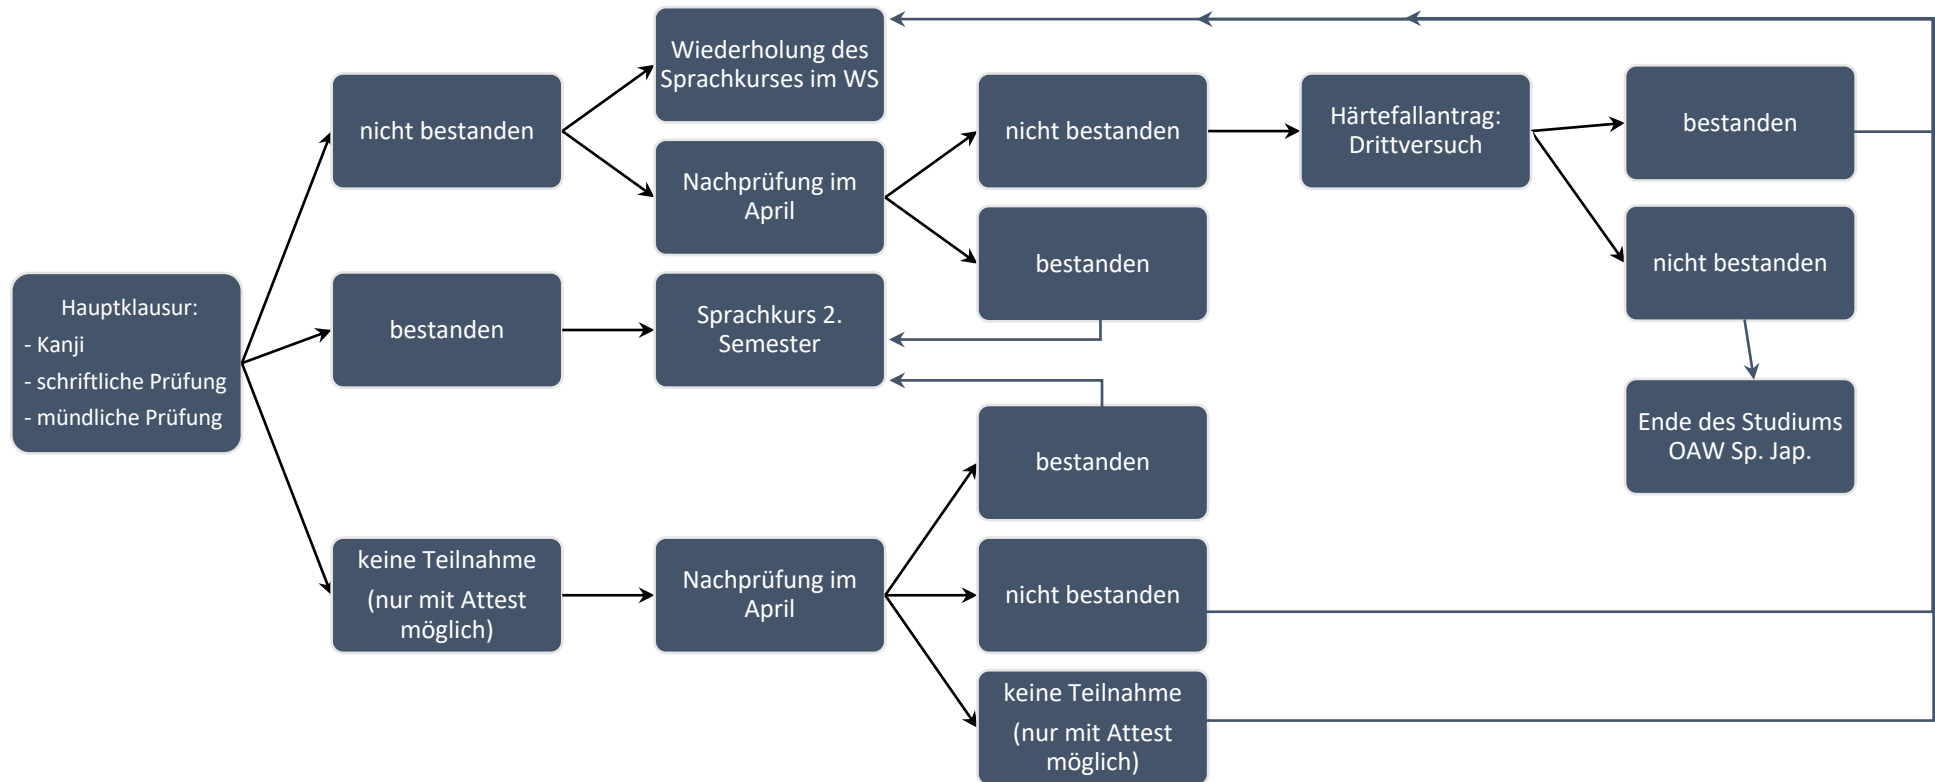 Hauptklausur:
- Kanji
- schriftliche Prüfung
- mündliche Prüfung
nicht bestanden
bestanden
keine Teilnahme
(nur mit Attest
möglich)
Wiederholung des
Sprachkurses im WS
Nachprüfung im
April
Sprachkurs 2.
Semester
Nachprüfung im
April
nicht bestanden
bestanden
bestanden
nicht bestanden
keine Teilnahme
(nur mit Attest
möglich)
Härtefallantrag:
Drittversuch
bestanden
nicht bestanden
Ende des Studiums
OAW Sp. Jap.